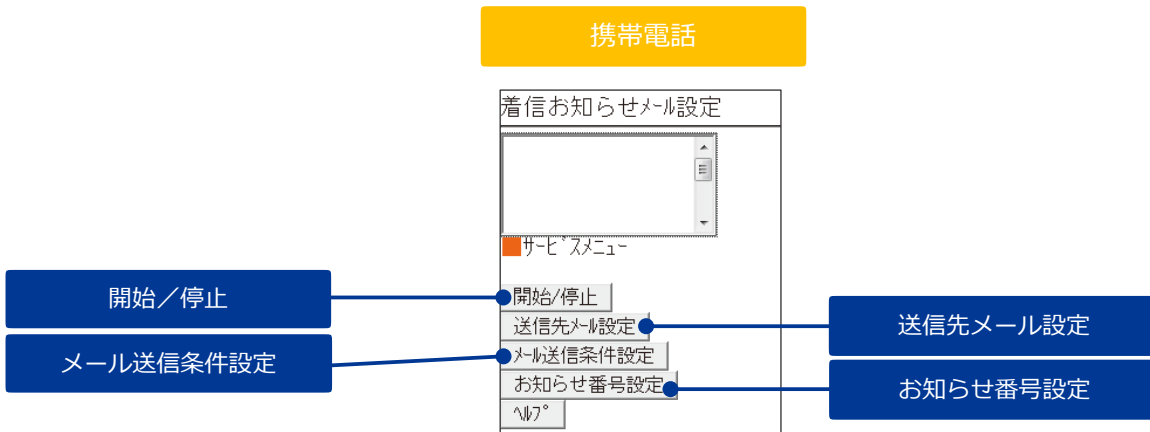 携帯電話
着信お知らせﾒｰﾙ設定
ｻｰﾋﾞｽﾒﾆｭｰ
開始／停止
開始/停止
送信先ﾒｰﾙ設定
送信先メール設定
メール送信条件設定
ﾒｰﾙ送信条件設定
お知らせ番号設定
お知らせ番号設定
ﾍﾙﾌﾟ